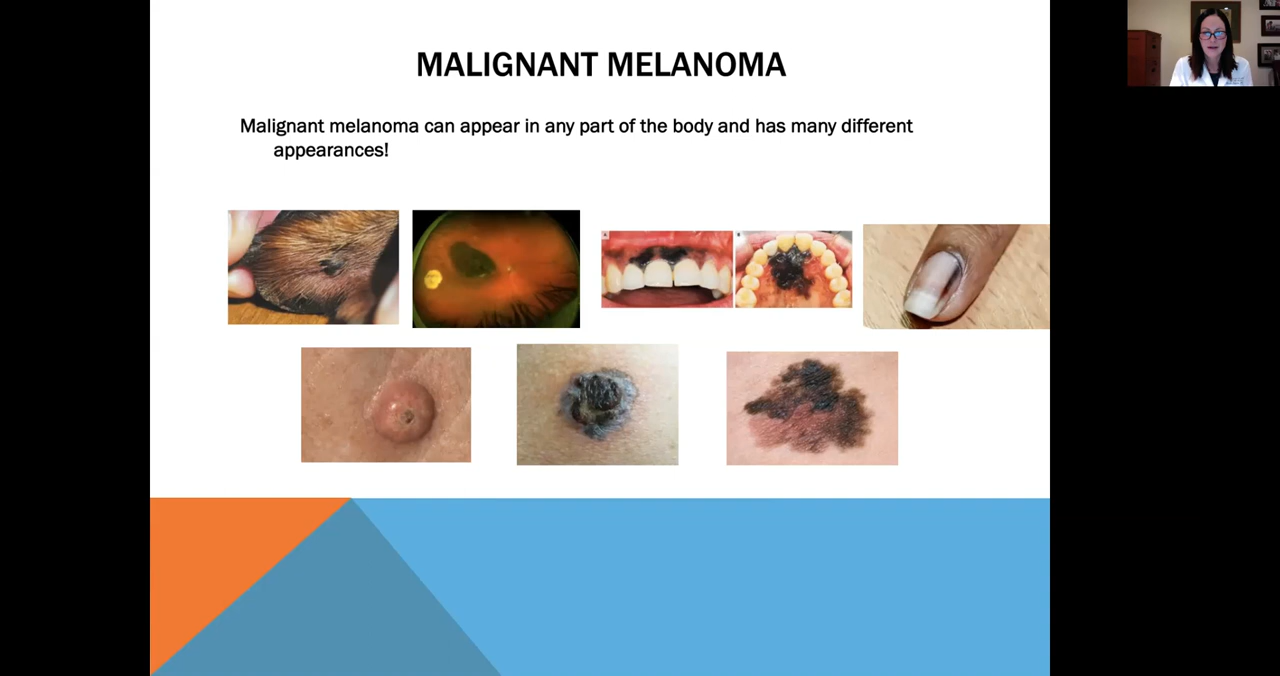 MALIGNANT MELANOMA
Malignant melanoma can appear in any part of the body and has many different
appearances!
A
B